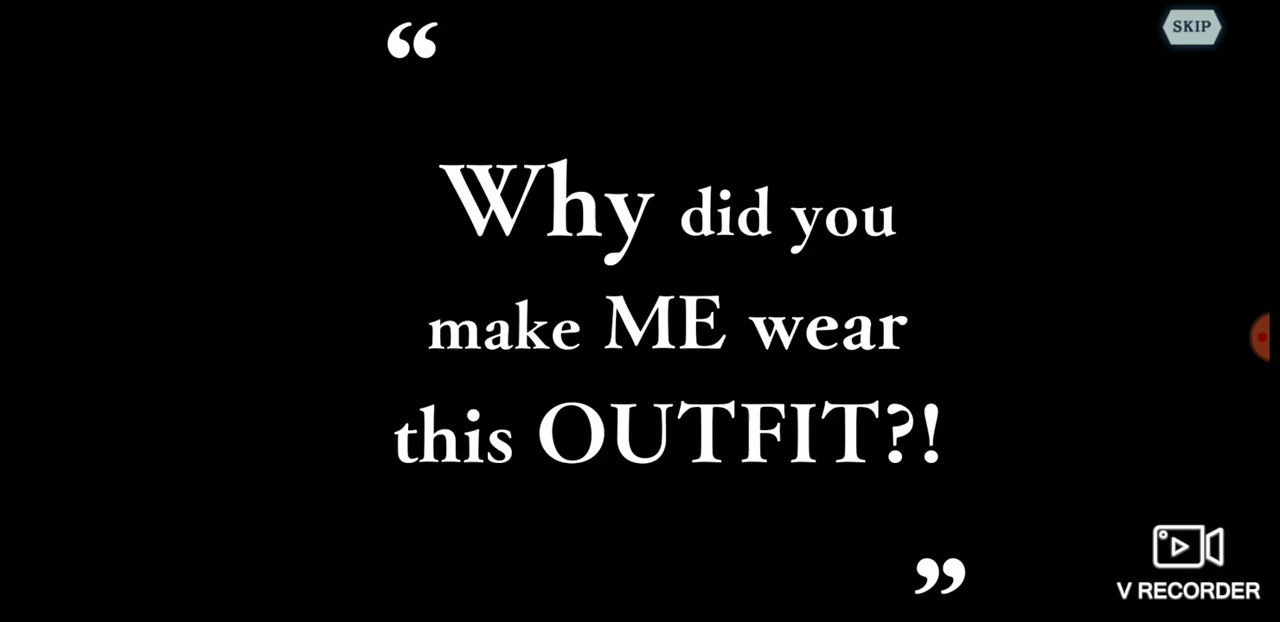 SKIP
“
Why did you
make ME wear
this OUTFIT?!
”
V RECORDER